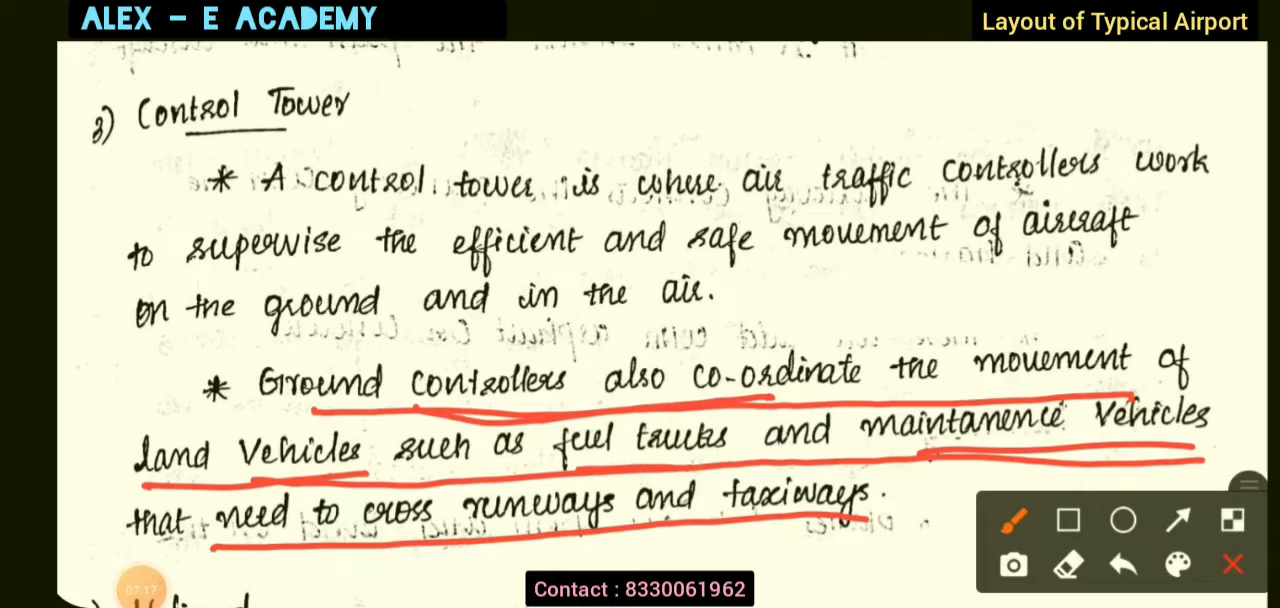 ALEX - E ACADEMY
Layout of Typical Airport
3) Control Tower
* A control tower is where air traffic controllers work
to supervise the efficient and safe movement of aircraft
on the ground and in the air.
* Ground controllers also co-ordinate the movement of
land vehicles such as fuel trucks and maintanence vehicles
that need to cross runways and taxiways.
07:17
Contact : 8330061962